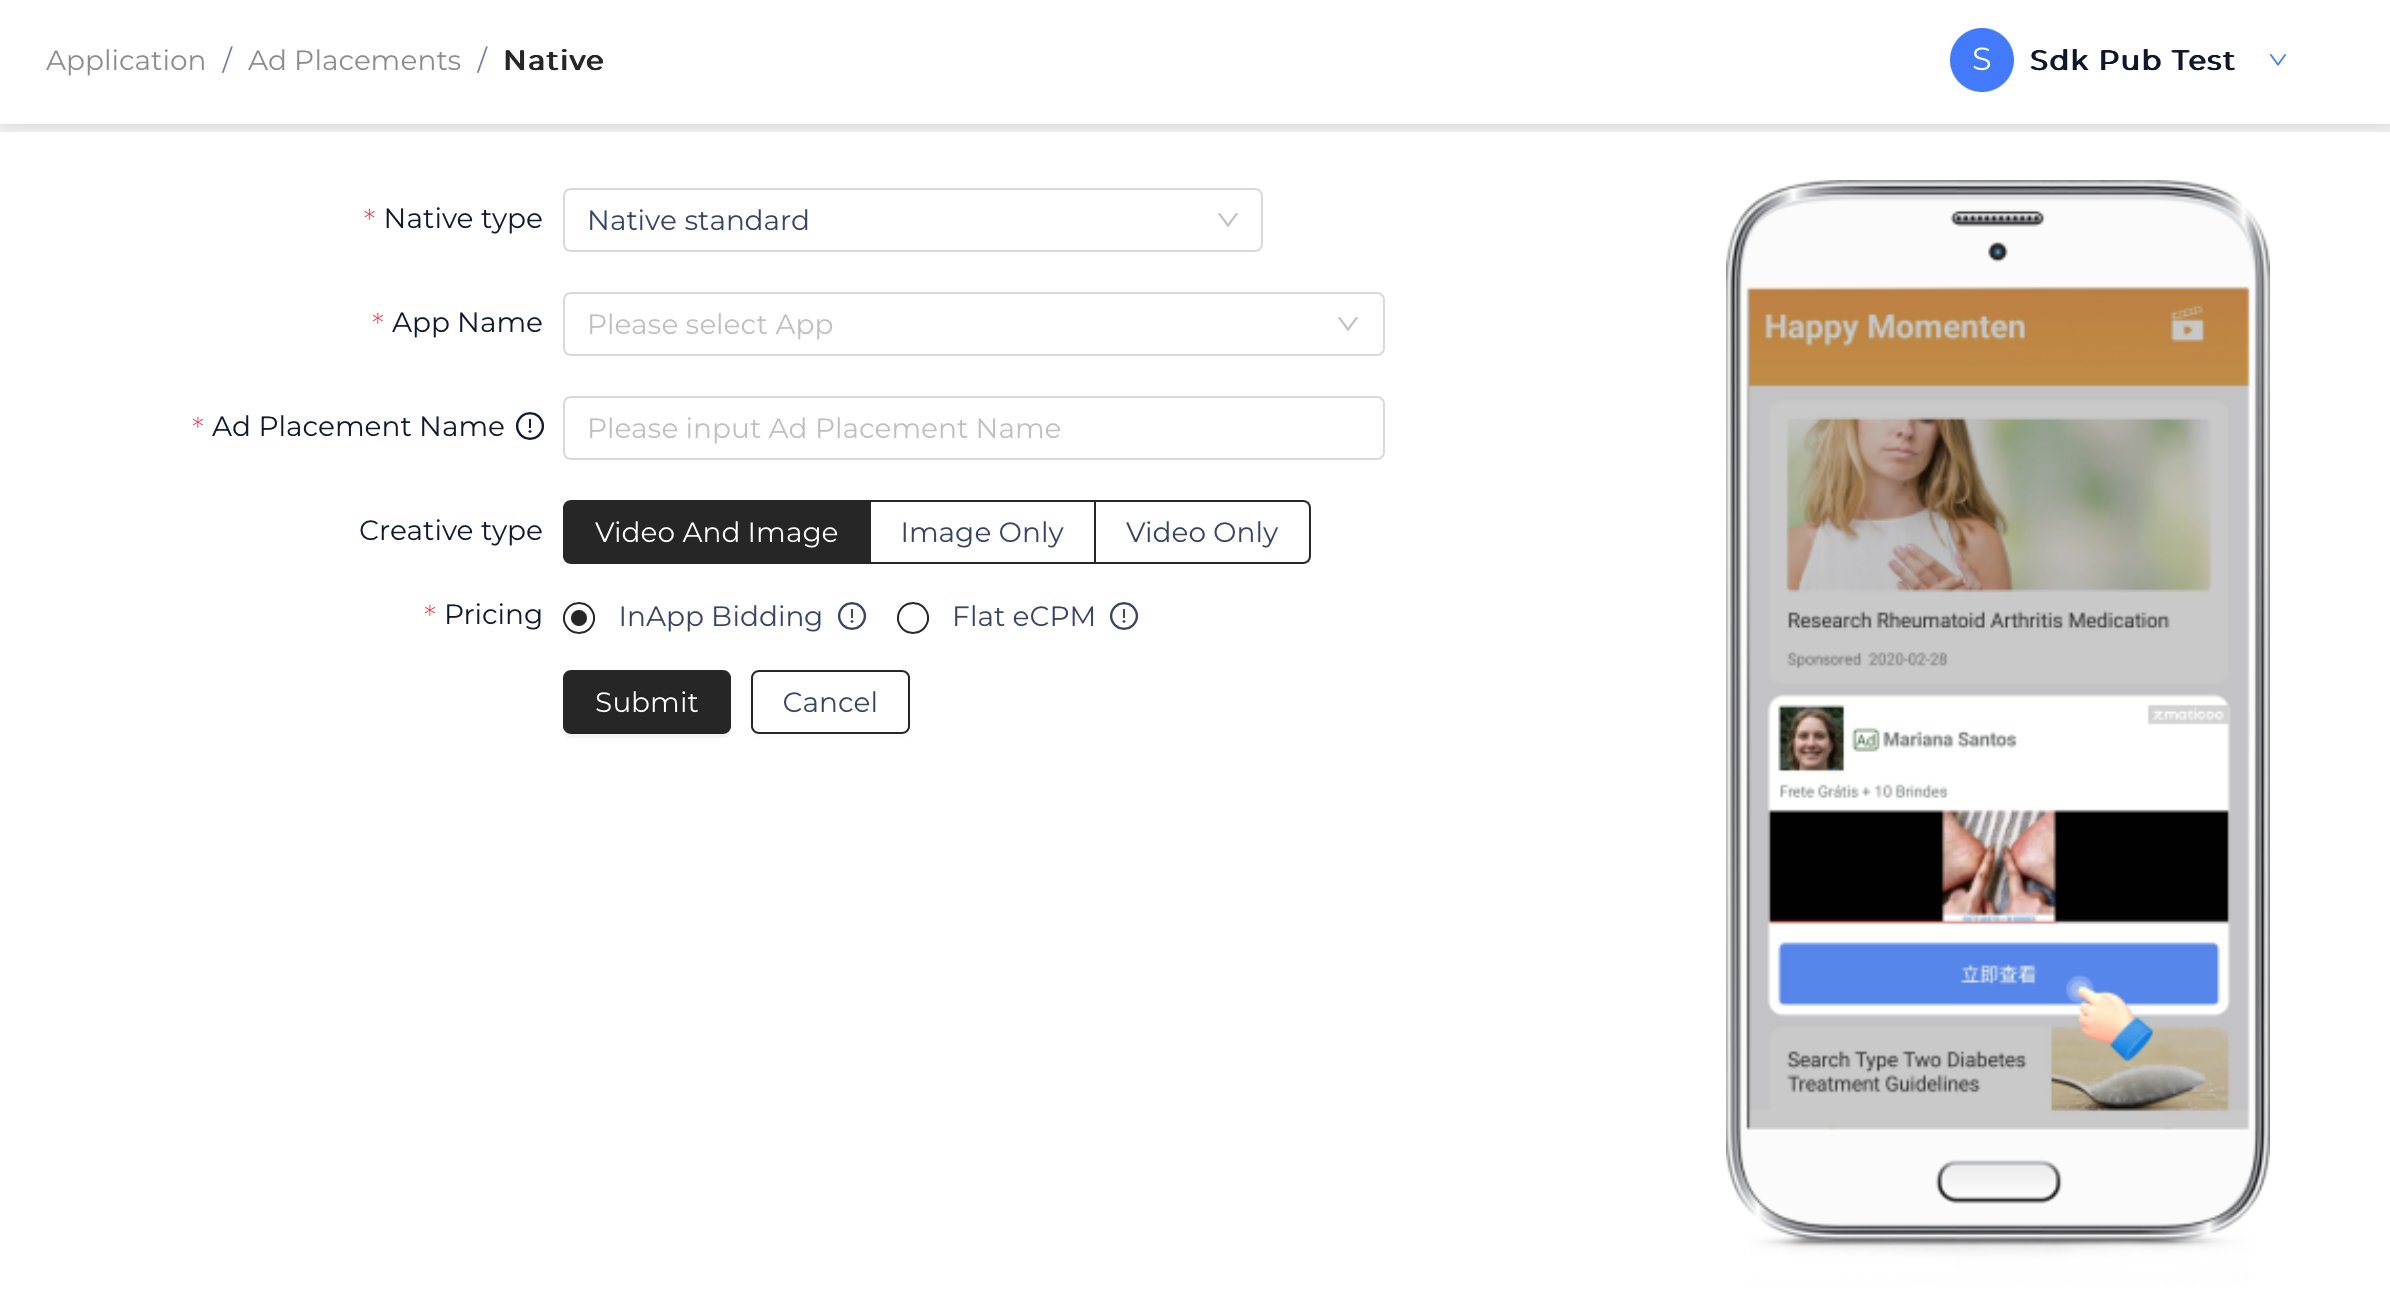 Application / Ad Placements / Native
S Sdk Pub Test
* Native type Native standard
* App Name Please select App
* Ad Placement Name Please input Ad Placement Name
Creative type Video And Image Image Only Video Only
* Pricing InApp Bidding Flat eCPM
Submit Cancel
Happy Momenten
Research Rheumatoid Arthritis Medication
Sponsored 2020-02-28
zmaticoo
Ad Mariana Santos
Frete Grátis + 10 Brindes
立即查看
Search Type Two Diabetes
Treatment Guidelines